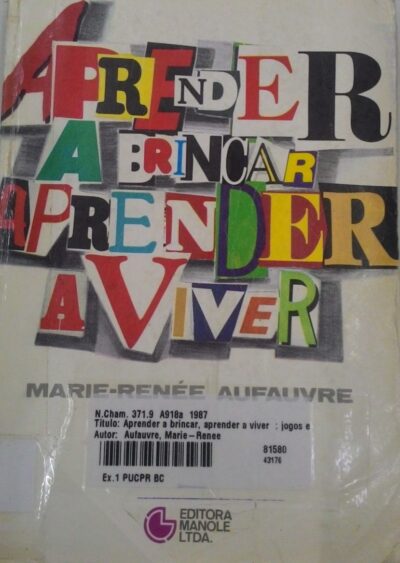 APRENDER
A BRINCAR
APRENDER
A VIVER
MARIE-RENÉE AUFAUVRE
N.Cham. 371.9 A918a 1987
Título: Aprender a brincar, aprender a viver : jogos e
Autor: Aufauvre, Marie-Renee
81580
43176
Ex.1 PUCPR BC
EDITORA
MANOLE
LTDA.